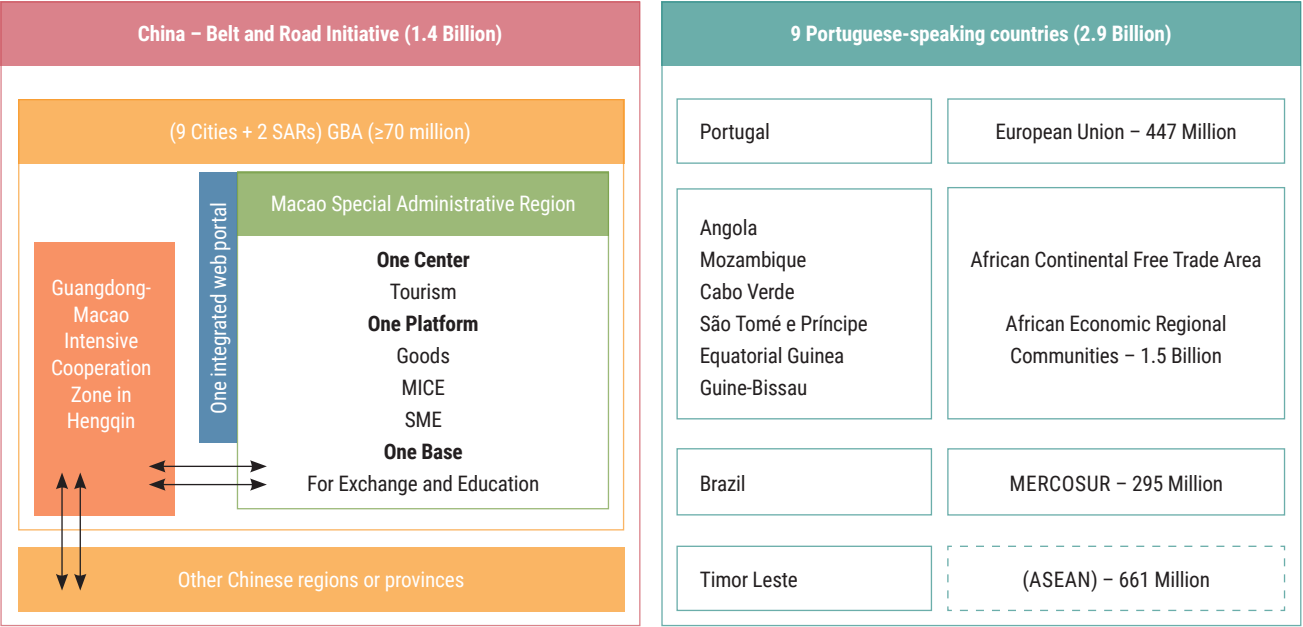 China – Belt and Road Initiative (1.4 Billion)
(9 Cities + 2 SARs) GBA (≥70 million)
Guangdong-
Macao
Intensive
Cooperation
Zone in
Hengqin
One integrated web portal
Macao Special Administrative Region
One Center
Tourism
One Platform
Goods
MICE
SME
One Base
For Exchange and Education
Other Chinese regions or provinces
9 Portuguese-speaking countries (2.9 Billion)
Portugal
European Union – 447 Million
Angola
Mozambique
Cabo Verde
São Tomé e Príncipe
Equatorial Guinea
Guine-Bissau
African Continental Free Trade Area
African Economic Regional
Communities – 1.5 Billion
Brazil
MERCOSUR – 295 Million
Timor Leste
(ASEAN) – 661 Million